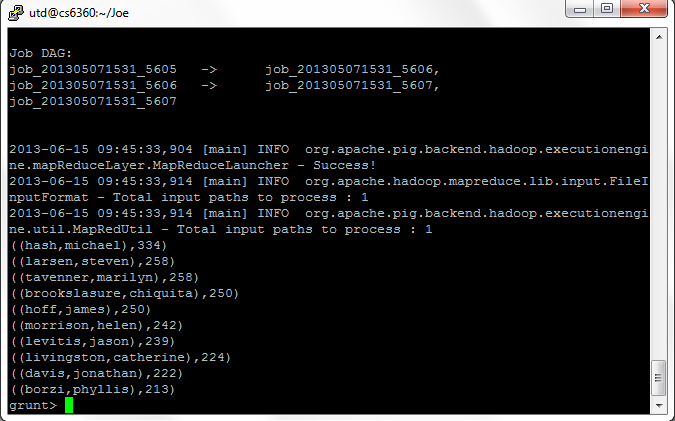 utd@cs6360:~/Joe
Job DAG:
job_201305071531_5605   ->      job_201305071531_5606,
job_201305071531_5606   ->      job_201305071531_5607,
job_201305071531_5607
2013-06-15 09:45:33,904 [main] INFO  org.apache.pig.backend.hadoop.executionengi
ne.mapReduceLayer.MapReduceLauncher - Success!
2013-06-15 09:45:33,914 [main] INFO  org.apache.hadoop.mapreduce.lib.input.FileI
nputFormat - Total input paths to process : 1
2013-06-15 09:45:33,914 [main] INFO  org.apache.pig.backend.hadoop.executionengi
ne.util.MapRedUtil - Total input paths to process : 1
((hash,michael),334)
((larsen,steven),258)
((tavenner,marilyn),258)
((brookslasure,chiquita),250)
((hoff,james),250)
((morrison,helen),242)
((levitis,jason),239)
((livingston,catherine),224)
((davis,jonathan),222)
((borzi,phyllis),213)
grunt>